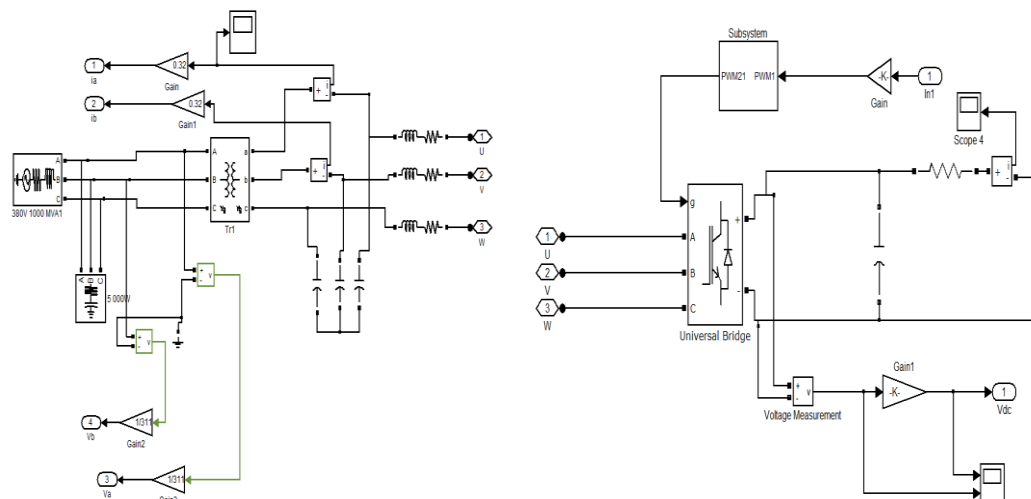 1
ia
0.32
Gain
2
ib
0.32
Gain1
A
B
C
380V 1000 MVA1
A
B
C
a
b
c
Tr1
i
+
-
i
+
-
1
U
2
V
3
W
A
B
C
5 000W
+
-
v
+
-
v
4
Vb
1/311
Gain2
3
Va
1/311
Subsystem
PWM21
PWM1
-K-
Gain
1
In1
Scope 4
i
+
-
g
A
B
C
+
-
Universal Bridge
1
U
2
V
3
W
+
-
v
Voltage Measurement
Gain1
-K-
1
Vdc